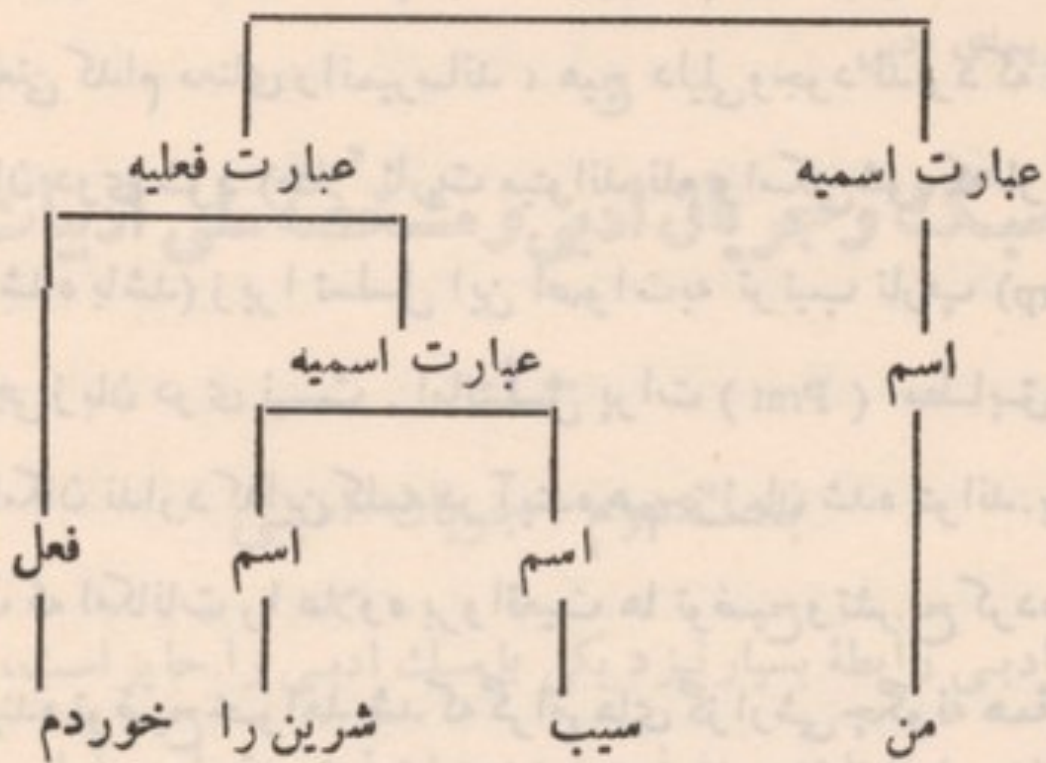 عبارت اسمیه عبارت فعلیه
اسم عبارت اسمیه
اسم اسم فعل
من سیب شرین را خوردم